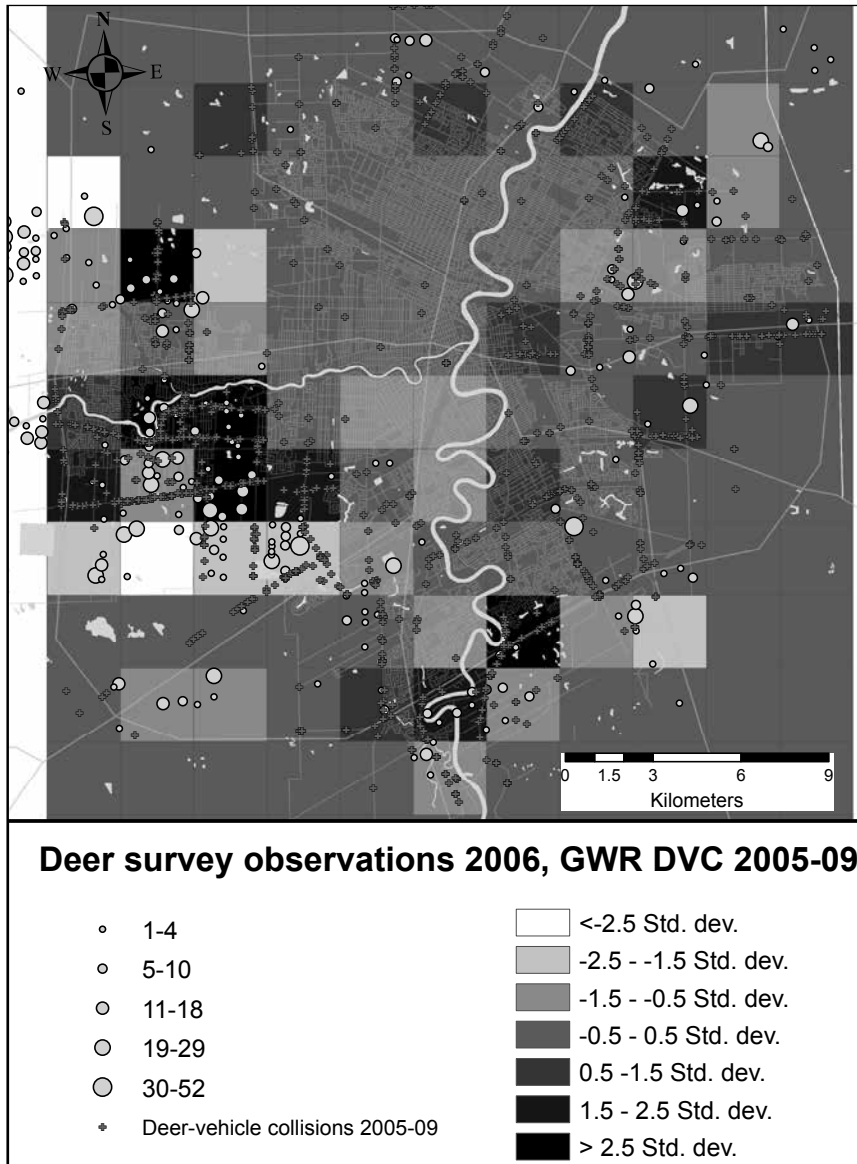 N
W E
S
0 1.5 3 6 9
Kilometers
Deer survey observations 2006, GWR DVC 2005-09
1-4
5-10
11-18
19-29
30-52
Deer-vehicle collisions 2005-09
<-2.5 Std. dev.
-2.5 - -1.5 Std. dev.
-1.5 - -0.5 Std. dev.
-0.5 - 0.5 Std. dev.
0.5 -1.5 Std. dev.
1.5 - 2.5 Std. dev.
> 2.5 Std. dev.